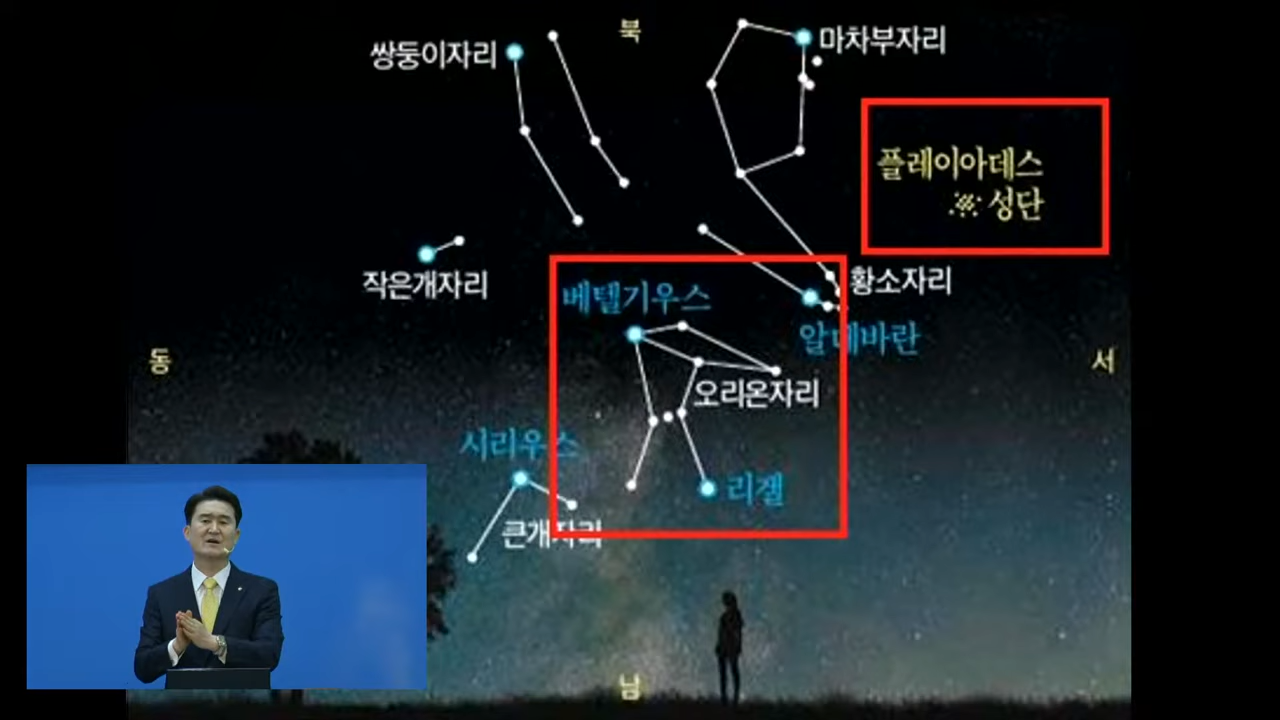 북
쌍둥이자리
마차부자리
플레이아데스
성단
작은개자리
베텔기우스
황소자리
알데바란
동
서
오리온자리
시리우스
리겔
큰개자리
남